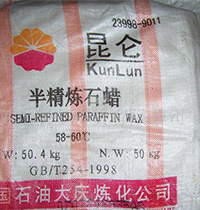 23998-9011
昆仑
KunLun
半精炼石蜡
SEMI-REFINED PARAFFIN WAX
58-60℃
W: 50.4 kg N.W: 50 kg
GB/T254-1998
国石油大庆炼化公司